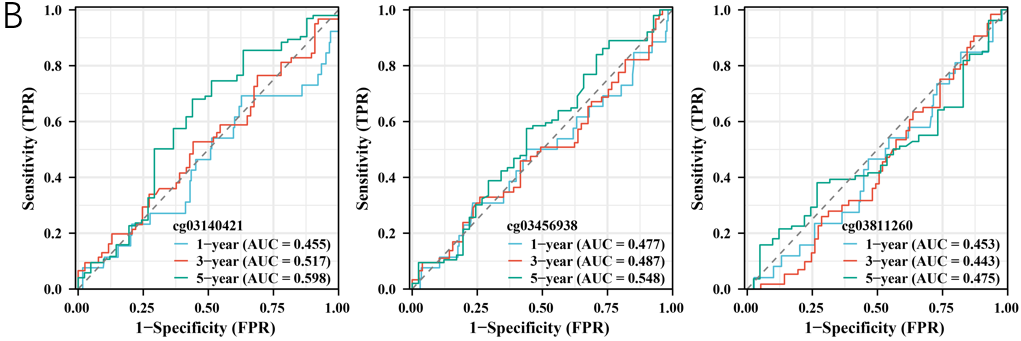 B
Sensitivity (TPR)
1.0
0.8
0.6
0.4
0.2
0.0
cg03140421
1-year (AUC = 0.455)
3-year (AUC = 0.517)
5-year (AUC = 0.598)
0.00 0.25 0.50 0.75 1.00
1-Specificity (FPR)
Sensitivity (TPR)
1.0
0.8
0.6
0.4
0.2
0.0
cg03456938
1-year (AUC = 0.477)
3-year (AUC = 0.487)
5-year (AUC = 0.548)
0.00 0.25 0.50 0.75 1.00
1-Specificity (FPR)
Sensitivity (TPR)
1.0
0.8
0.6
0.4
0.2
0.0
cg03811260
1-year (AUC = 0.453)
3-year (AUC = 0.443)
5-year (AUC = 0.475)
0.00 0.25 0.50 0.75 1.00
1-Specificity (FPR)